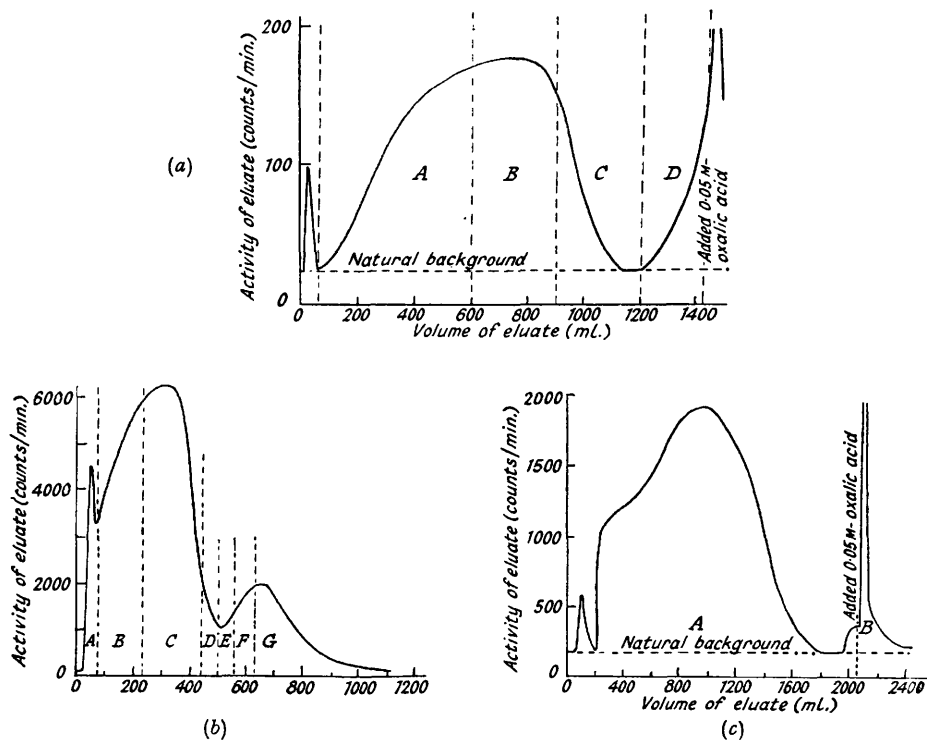 (a)
Activity of eluate (counts/min.)
200
100
0
A
B
C
D
Natural background
Added 0·05 M-
oxalic acid
0 200 400 600 800 1000 1200 1400
Volume of eluate (ml.)
Activity of eluate (counts/min.)
6000
4000
2000
0
A B C D E F G
0 200 400 600 800 7000 7200
(b)
Activity of eluate (counts/min.)
2000
1500
1000
500
0
A
Natural background
Added 0·05 M-oxalic acid
B
0 400 800 7200 1600 2000 2400
Volume of eluate (ml.)
(c)